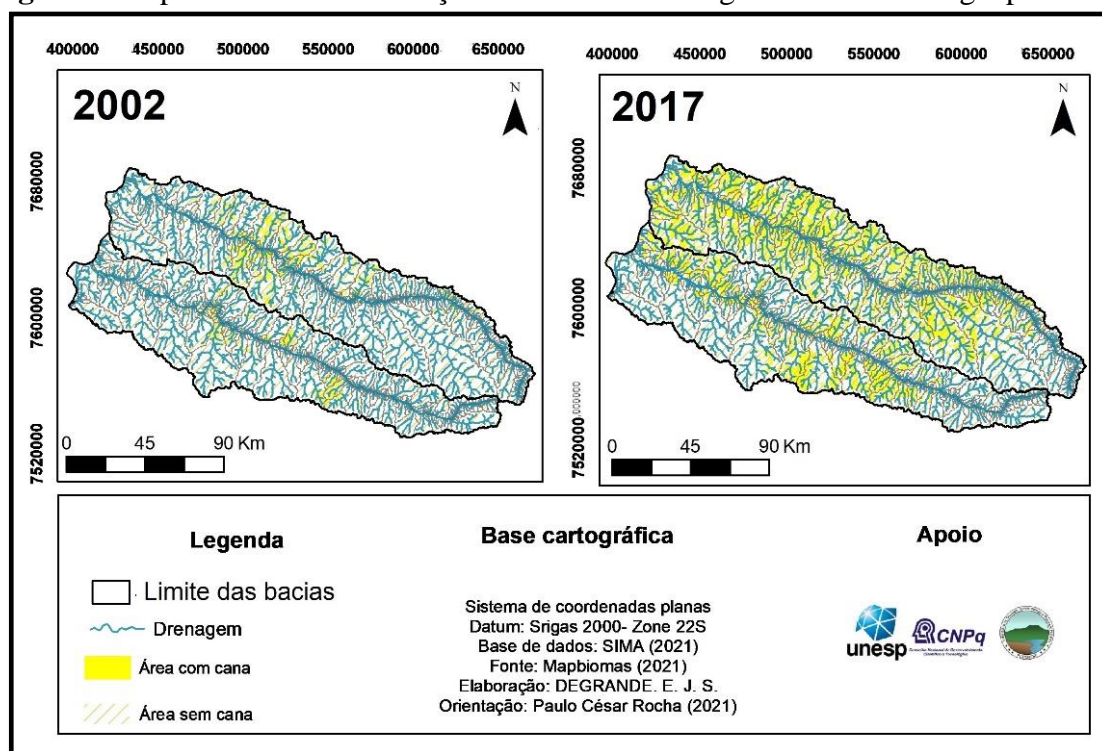 400000 450000 500000 550000 600000 650000
400000 450000 500000 550000 600000 650000
2002
N
7680000
7600000
7520000
0 45 90 Km
2017
N
7680000
7600000
7520000
0 45 90 Km
Legenda
Limite das bacias
Drenagem
Área com cana
Área sem cana
Base cartográfica
Sistema de coordenadas planas
Datum: Srigas 2000- Zone 22S
Base de dados: SIMA (2021)
Fonte: Mapbiomas (2021)
Elaboração: DEGRANDE. E. J. S.
Orientação: Paulo César Rocha (2021)
Apoio
unesp
CNPq